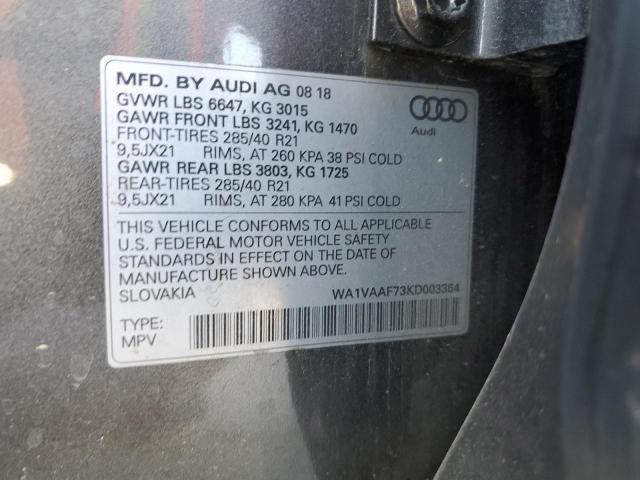 MFD. BY AUDI AG 08 18
GVWR LBS 6647, KG 3015
GAWR FRONT LBS 3241, KG 1470
FRONT-TIRES 285/40 R21
9,5JX21 RIMS, AT 260 KPA 38 PSI COLD
GAWR REAR LBS 3803, KG 1725
REAR-TIRES 285/40 R21
9,5JX21 RIMS, AT 280 KPA 41 PSI COLD
Audi
THIS VEHICLE CONFORMS TO ALL APPLICABLE
U.S. FEDERAL MOTOR VEHICLE SAFETY
STANDARDS IN EFFECT ON THE DATE OF
MANUFACTURE SHOWN ABOVE.
SLOVAKIA WA1VAAF73KD003364
TYPE:
MPV